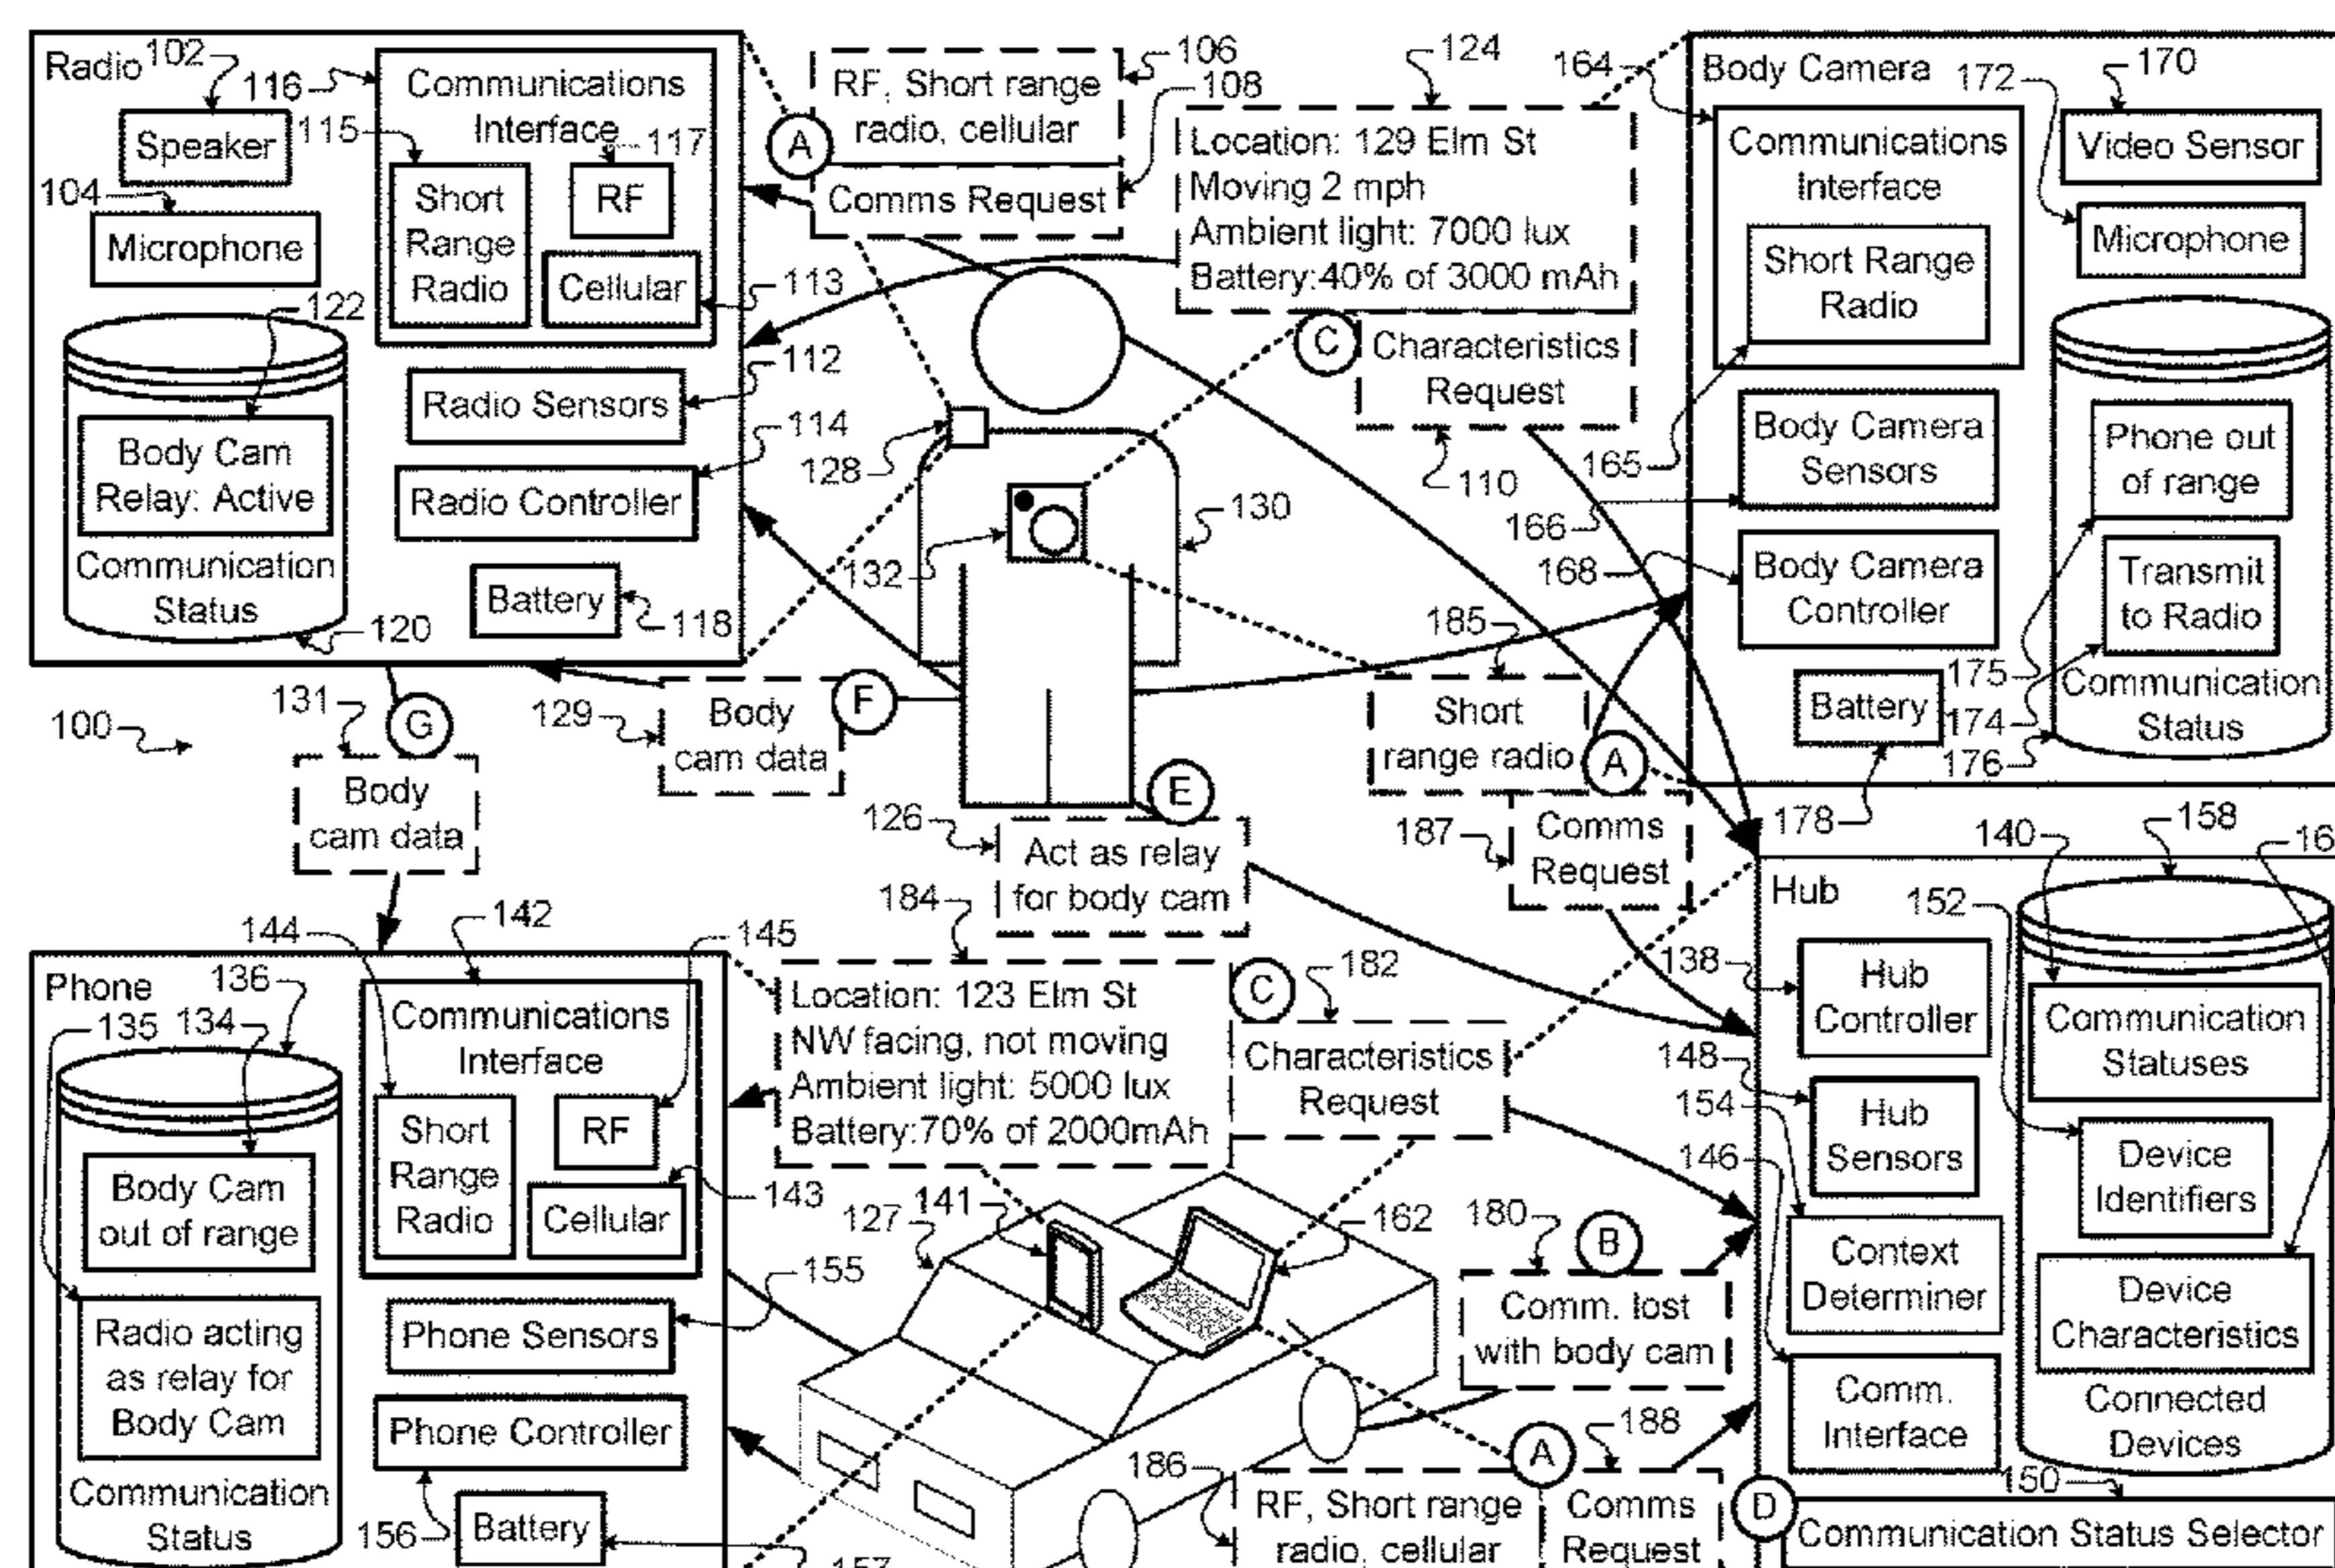 Radio
102
116
Speaker
104
Microphone
Communications
Interface
115
117
Short
Range
Radio
RF
Cellular
113
122
Body Cam
Relay: Active
Communication
Status
120
Radio Sensors
112
Radio Controller
114
Battery
118
A
RF, Short range
radio, cellular
106
Comms Request
108
124
Location: 129 Elm St
Moving 2 mph
Ambient light: 7000 lux
Battery:40% of 3000 mAh
C
Characteristics
Request
110
128
130
132
Body Camera
164
Communications
Interface
Short Range
Radio
165
172
170
Video Sensor
Microphone
Body Camera
Sensors
166
Body Camera
Controller
168
Battery
178
Phone out
of range
175
Transmit
to Radio
174
Communication
Status
176
100
131
G
Body
cam data
129
Body
cam data
F
E
126
Act as relay
for body cam
185
Short
range radio
A
187
Comms
Request
Phone
136
135
134
Body Cam
out of range
Radio acting
as relay for
Body Cam
Communication
Status
144
142
145
Communications
Interface
Short
Range
Radio
RF
Cellular
143
155
Phone Sensors
Phone Controller
156
Battery
157
184
Location: 123 Elm St
NW facing, not moving
Ambient light: 5000 lux
Battery:70% of 2000mAh
C
182
Characteristics
Request
127
141
162
180
B
Comm. lost
with body cam
A
188
186
RF, Short range
radio, cellular
Comms
Request
Hub
140
158
16
152
138
Hub
Controller
148
Hub
Sensors
154
Context
Determiner
146
Comm.
Interface
Communication
Statuses
Device
Identifiers
Device
Characteristics
Connected
Devices
150
D
Communication Status Selector